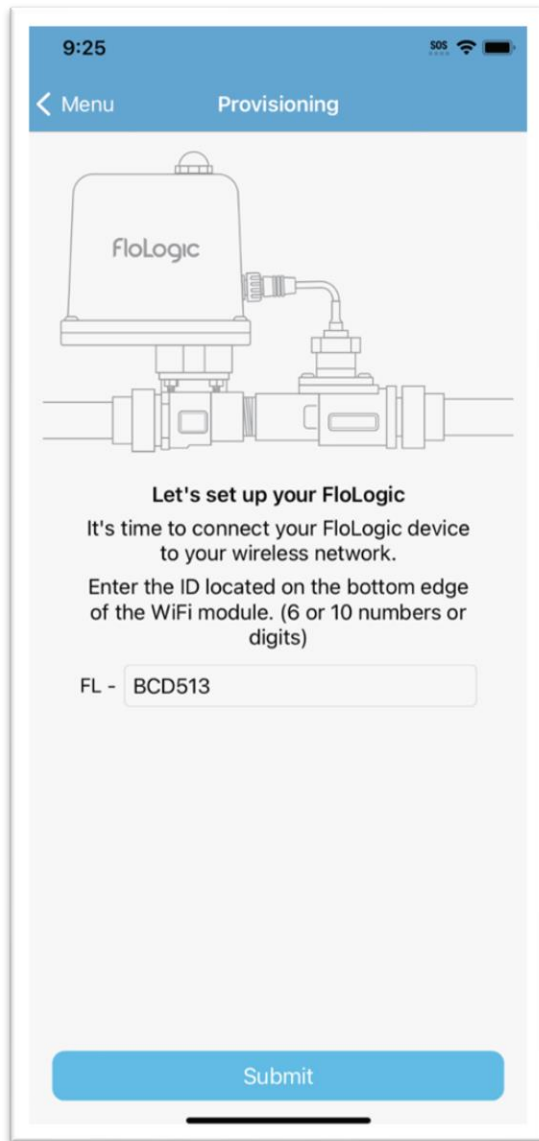 9:25
SOS
Menu
Provisioning
FloLogic
Let's set up your FloLogic
It's time to connect your FloLogic device
to your wireless network.
Enter the ID located on the bottom edge
of the WiFi module. (6 or 10 numbers or
digits)
FL - BCD513
Submit